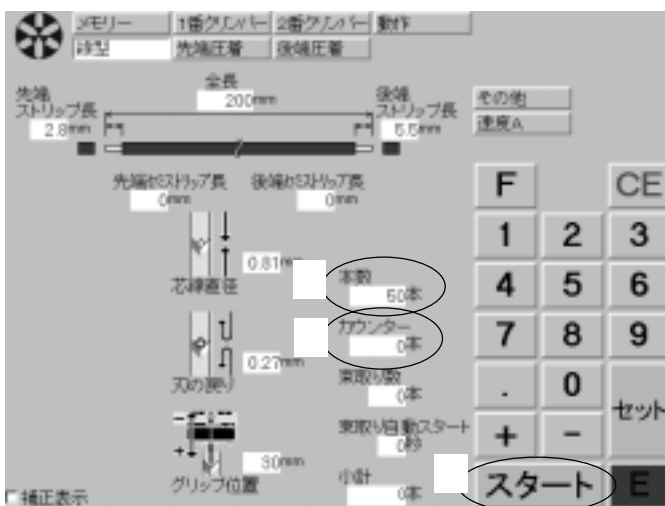 メモリー 1番クリンパー 2番クリンパー 動作
線型 先端圧着 後端圧着
全長
200mm
先端
ストリップ長
2.8mm
後端
ストリップ長
5.5mm
その他
速度A
先端セミストリップ長 後端セミストリップ長
0mm 0mm
0.81mm
芯線直径
本数
50本
カウンター
0本
0.27mm
刃の戻り
束取り数
0本
束取り自動スタート
0秒
30mm
グリップ位置
小計
0本
補正表示
F CE
1 2 3
4 5 6
7 8 9
. 0
セット
+ -
スタート E